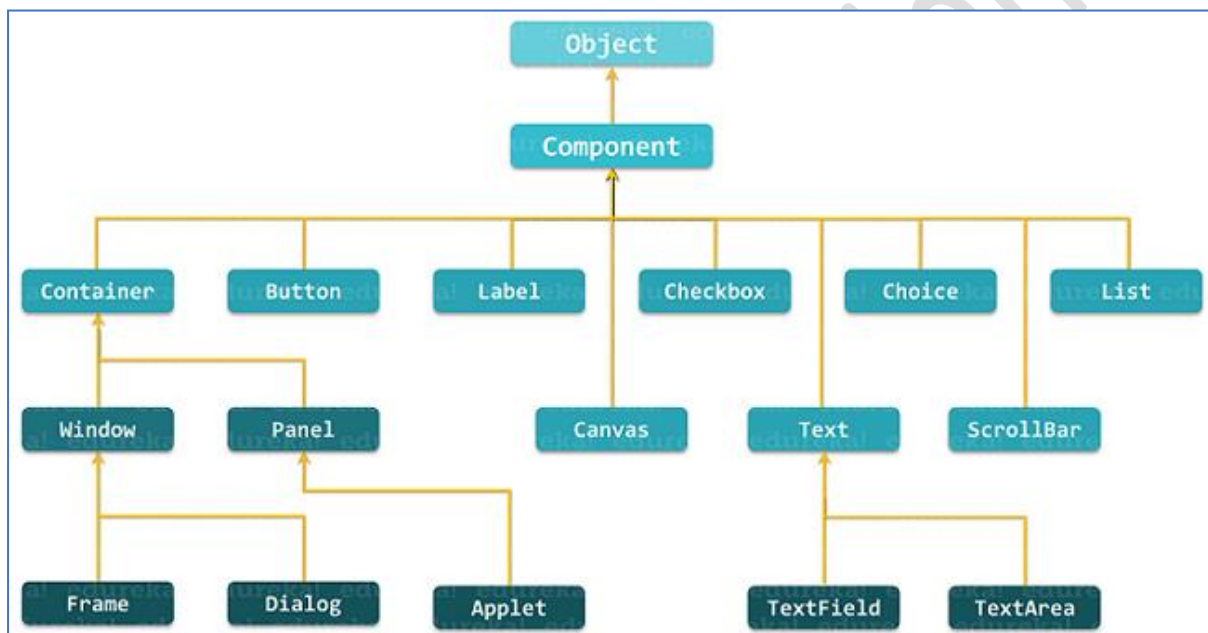 Object
Component
Container
Button
Label
Checkbox
Choice
List
Window
Panel
Canvas
Text
ScrollBar
Frame
Dialog
Applet
TextField
TextArea